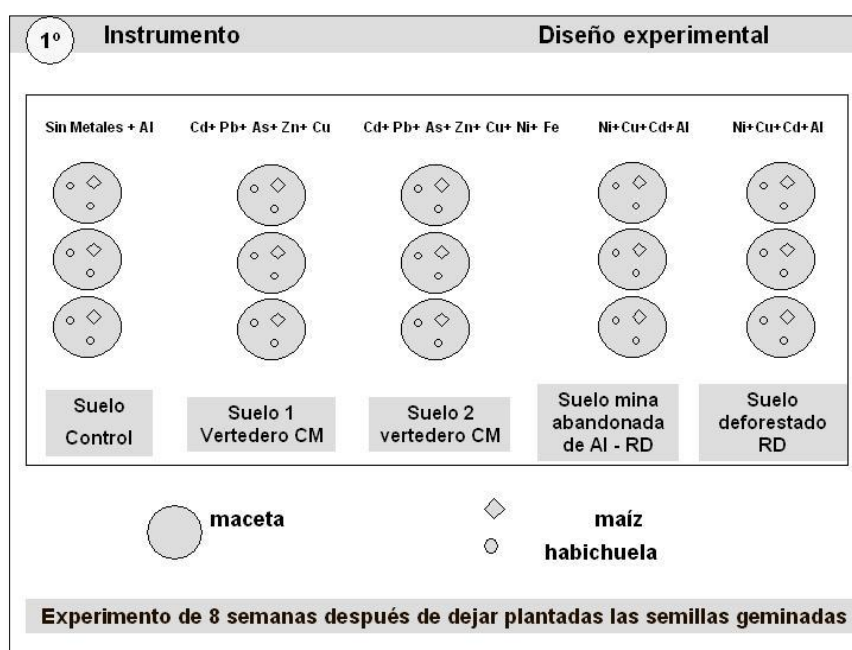 1º Instrumento Diseño experimental
Sin Metales + Al Cd+ Pb+ As+ Zn+ Cu Cd+ Pb+ As+ Zn+ Cu+ Ni+ Fe Ni+Cu+Cd+Al Ni+Cu+Cd+Al
Suelo
Control
Suelo 1
Vertedero CM
Suelo 2
vertedero CM
Suelo mina
abandonada
de Al - RD
Suelo
deforestado
RD
maceta
maíz
habichuela
Experimento de 8 semanas después de dejar plantadas las semillas geminadas